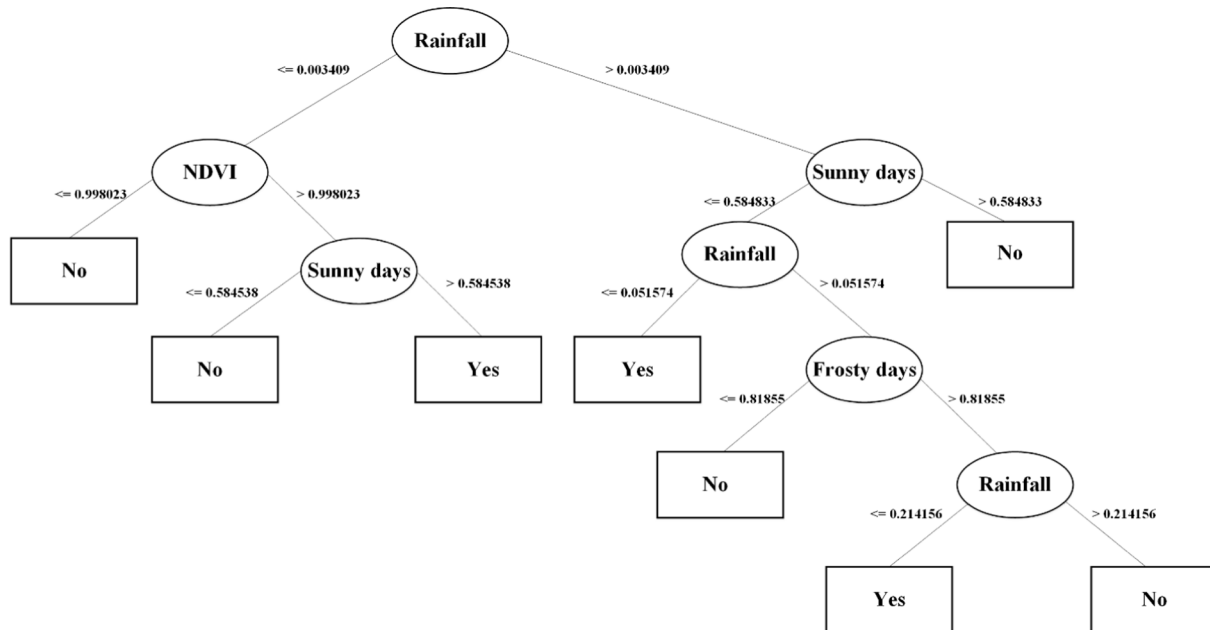 Rainfall
<= 0.003409
> 0.003409
NDVI
Sunny days
<= 0.998023
> 0.998023
<= 0.584833
> 0.584833
No
Sunny days
Rainfall
No
<= 0.584538
> 0.584538
<= 0.051574
> 0.051574
No
Yes
Yes
Frosty days
<= 0.81855
> 0.81855
No
Rainfall
<= 0.214156
> 0.214156
Yes
No